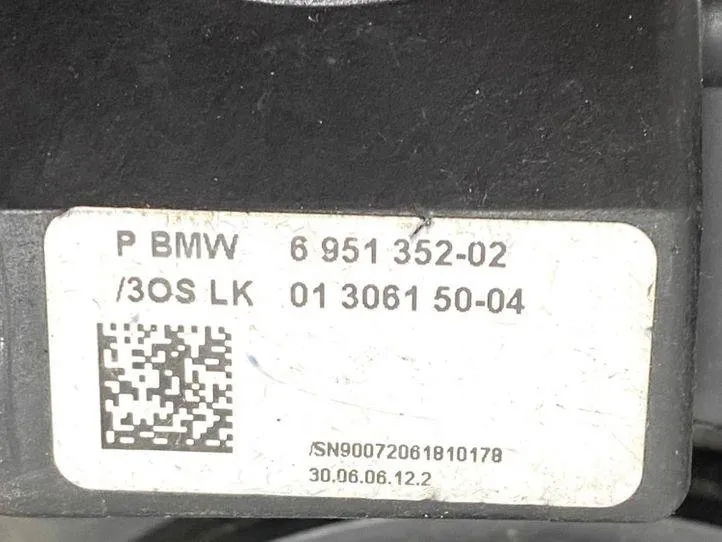 P BMW 6 951 352-02
/3OS LK 01 3061 50-04
/SN90072061810178
30.06.06.12.2